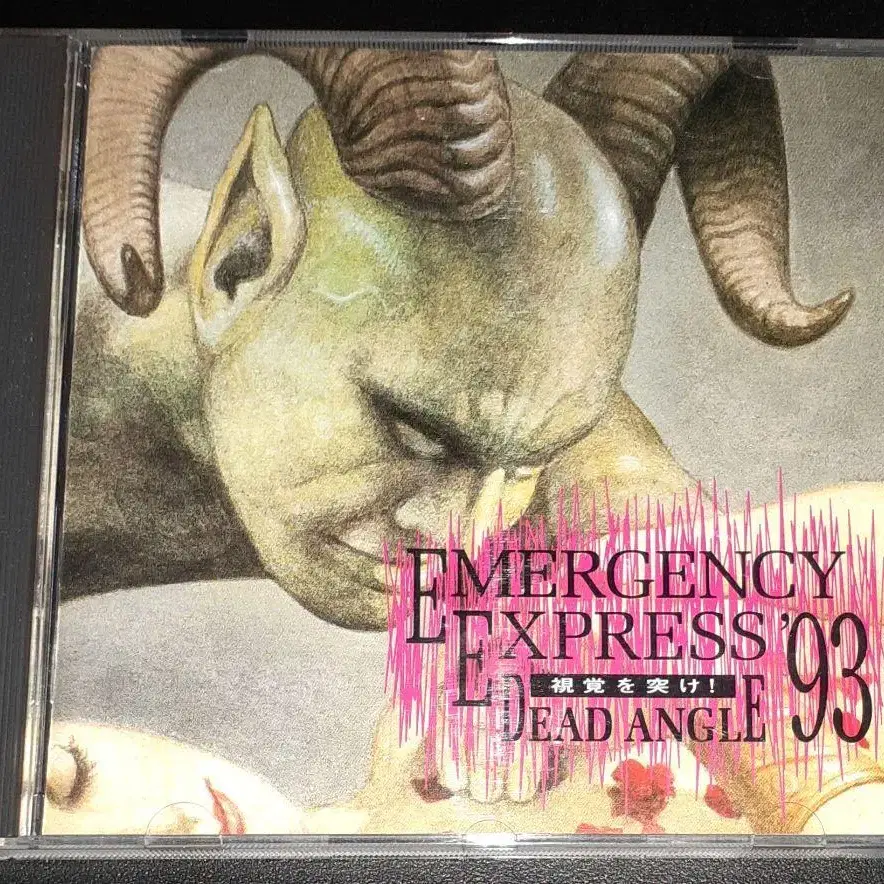 EMERGENCY
EXPRESS '93
視覚を突け!
DEAD ANGLE